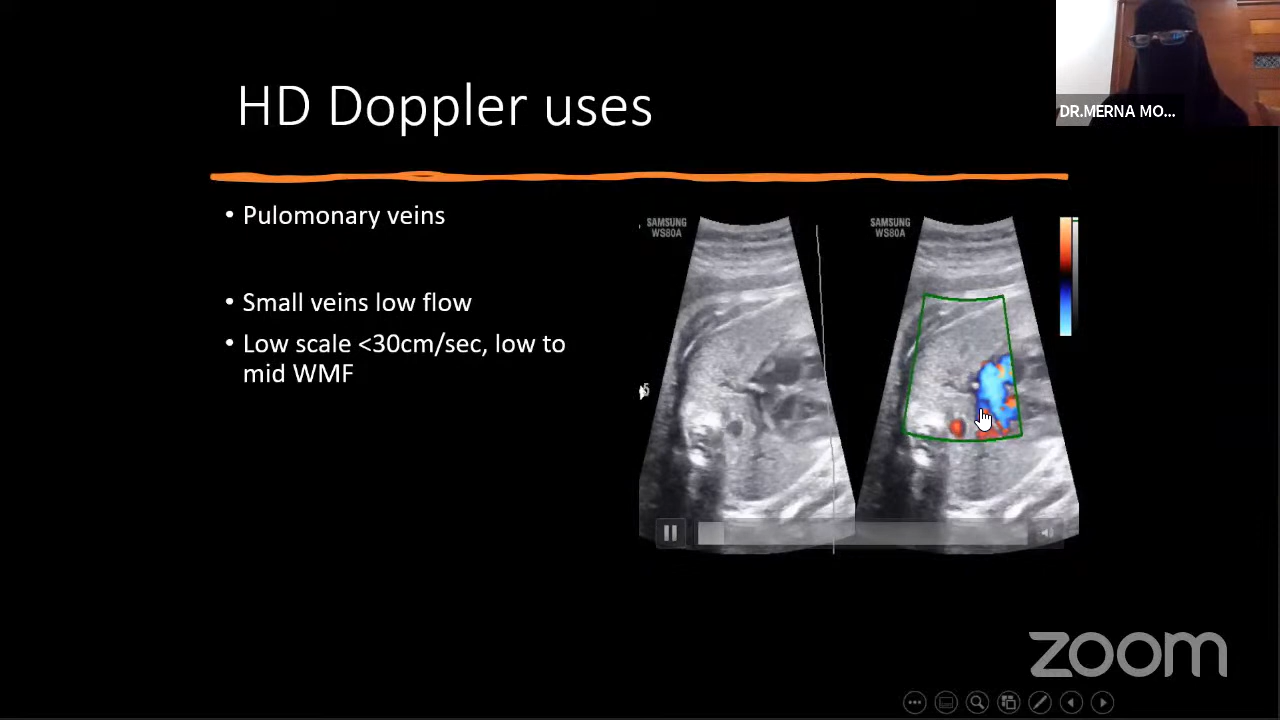 HD Doppler uses
DR.MERNA MO...
• Pulomonary veins
• Small veins low flow
• Low scale <30cm/sec, low to
mid WMF
SAMSUNG
WS80A
SAMSUNG
WS80A
zoom